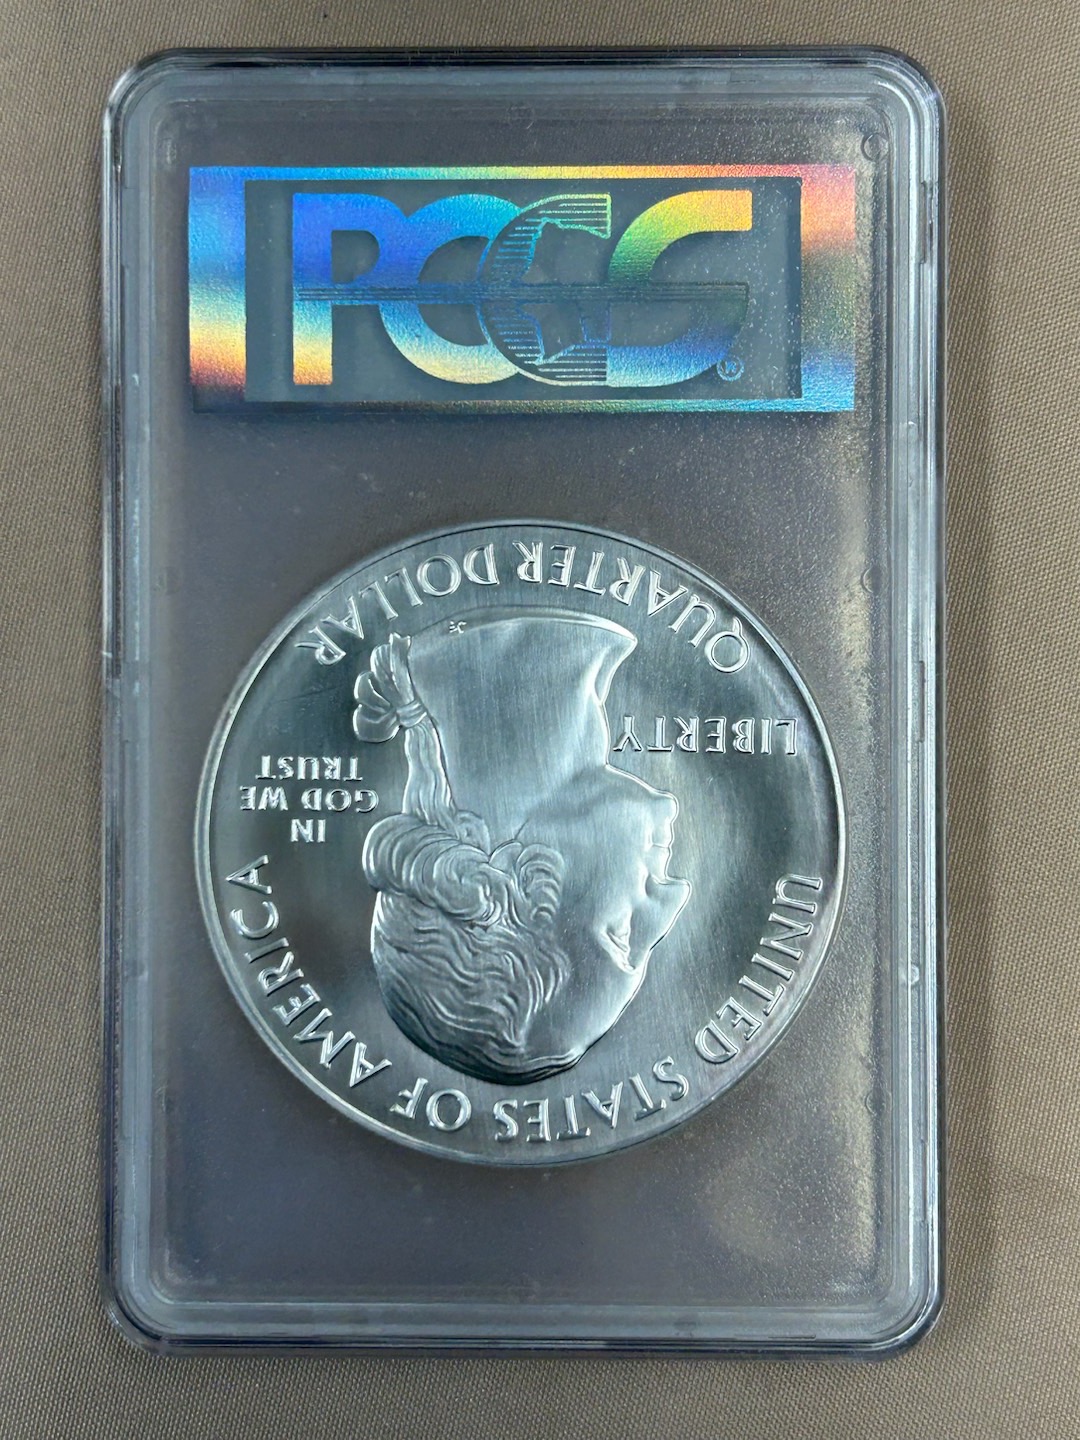 PCGS
UNITED STATES OF AMERICA
LIBERTY
IN
GOD WE
TRUST
QUARTER DOLLAR